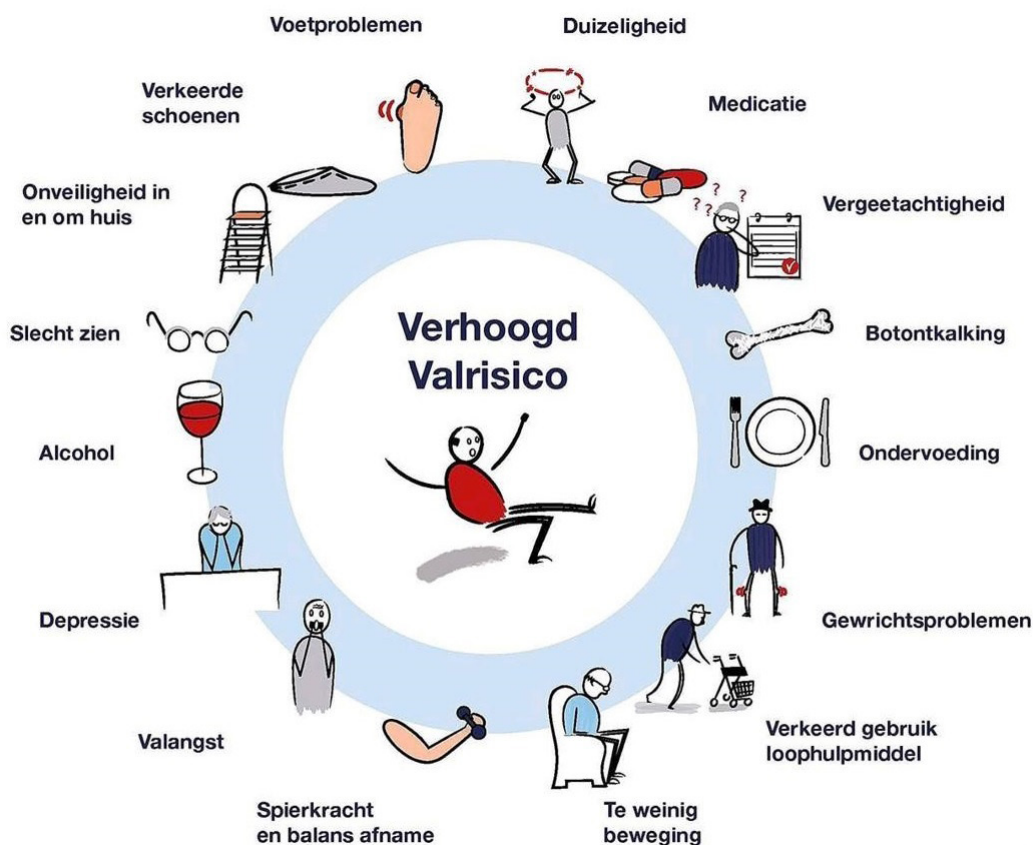 Voetproblemen
Duizeligheid
Verkeerde
schoenen
Medicatie
Onveiligheid in
en om huis
Vergeetachtigheid
Slecht zien
Verhoogd
Valrisico
Botontkalking
Alcohol
Ondervoeding
Depressie
Gewrichtsproblemen
Valangst
Verkeerd gebruik
loophulpmiddel
Spierkracht
en balans afname
Te weinig
beweging